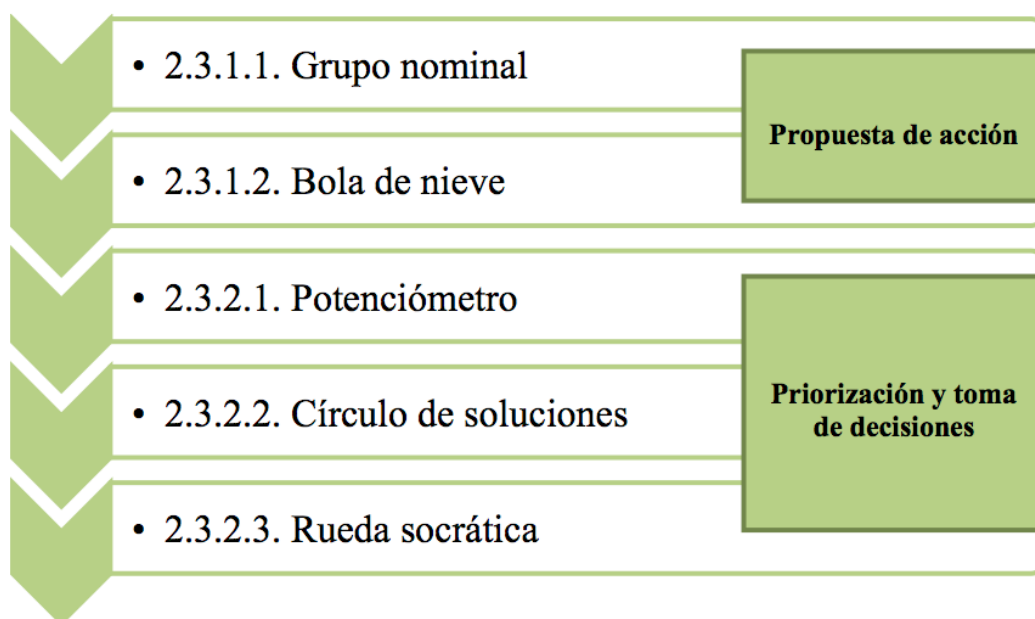 • 2.3.1.1. Grupo nominal
Propuesta de acción
• 2.3.1.2. Bola de nieve
• 2.3.2.1. Potenciómetro
• 2.3.2.2. Círculo de soluciones
Priorización y toma
de decisiones
• 2.3.2.3. Rueda socrática